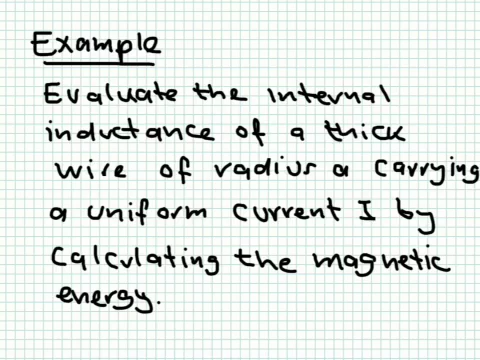 Example
Evaluate the internal
inductance of a thick
wire of radius a carrying
a uniform current I by
calculating the magnetic
energy.